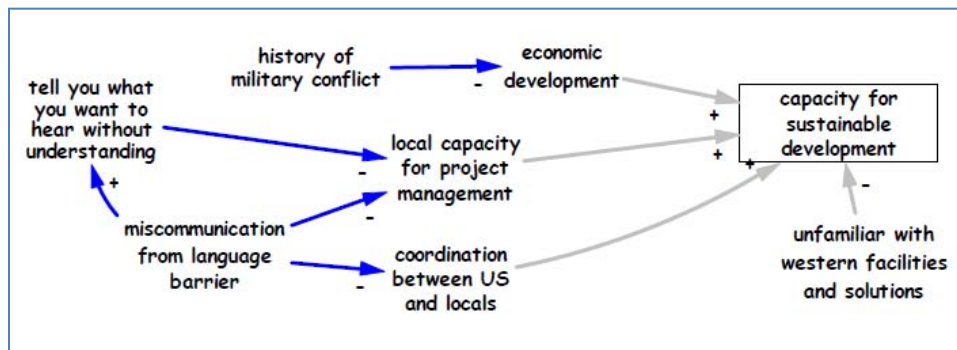 history of
military conflict
-
economic
development
tell you what
you want to
hear without
understanding
+
local capacity
for project
management
-
-
miscommunication
from language
barrier
-
coordination
between US
and locals
+
+
+
capacity for
sustainable
development
-
unfamiliar with
western facilities
and solutions